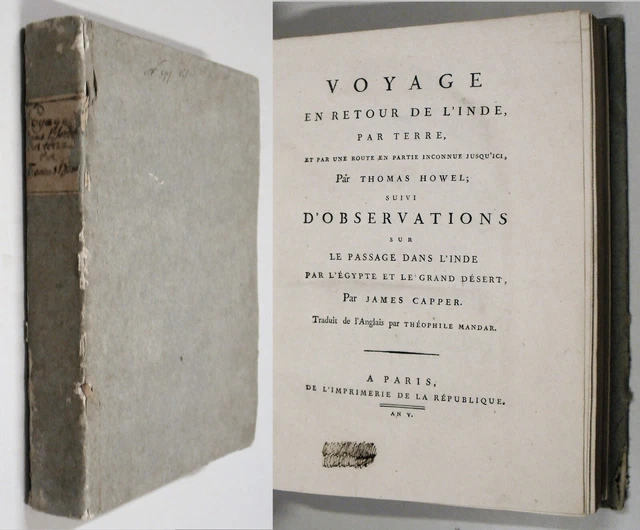 Voyage
VOYAGE
EN RETOUR DE L'INDE,
PAR TERRE,
ET PAR UNE ROUTE EN PARTIE INCONNUE JUSQU'ICI,
Par THOMAS HOWEL;
SUIVI
D'OBSERVATIONS
SUR
LE PASSAGE DANS L'INDE
PAR L'ÉGYPTE ET LE GRAND DÉSERT,
Par JAMES CAPPER.
Traduit de l'Anglais par THÉOPHILE MANDAR.
A PARIS,
DE L'IMPRIMERIE DE LA RÉPUBLIQUE.
AN V.